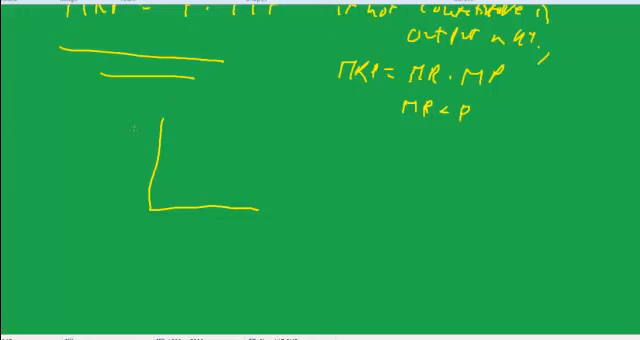 MRP = P. MP
if not competitive in
output mkt,
MRP = MR . MP
MR < P